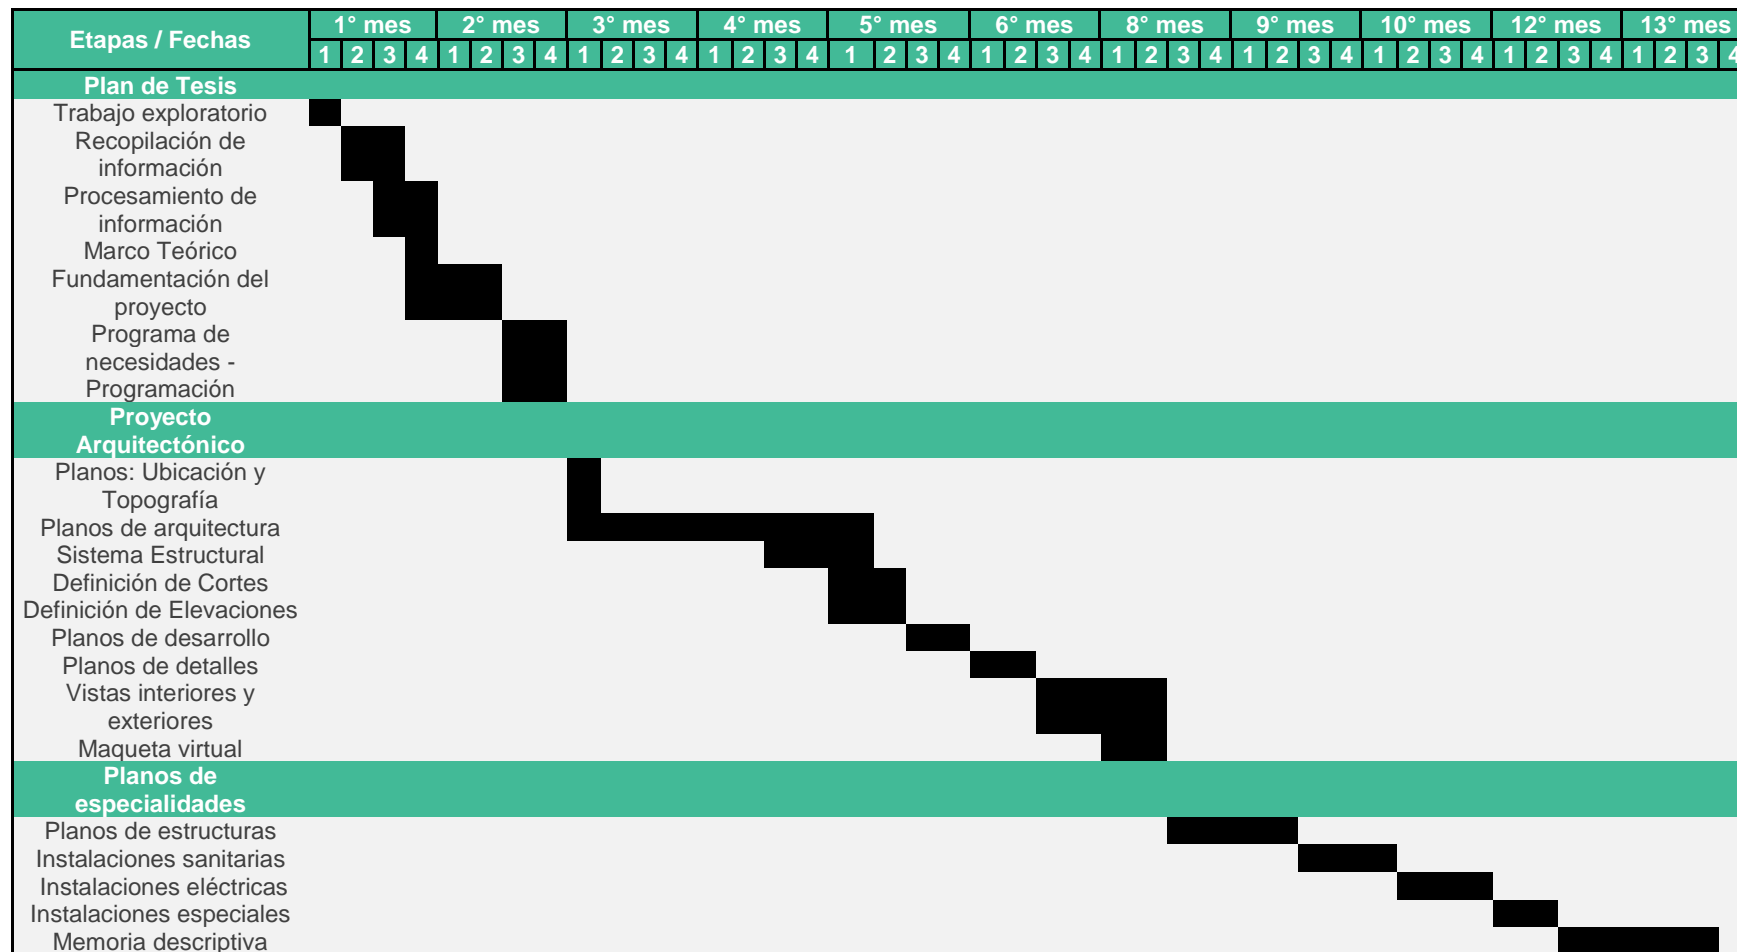 Etapas / Fechas
1° mes 2° mes 3° mes 4° mes 5° mes 6° mes 8° mes 9° mes 10° mes 12° mes 13° mes
1 2 3 4 1 2 3 4 1 2 3 4 1 2 3 4 1 2 3 4 1 2 3 4 1 2 3 4 1 2 3 4 1 2 3 4 1 2 3 4 1 2 3 4
Plan de Tesis
Trabajo exploratorio
Recopilación de
información
Procesamiento de
información
Marco Teórico
Fundamentación del
proyecto
Programa de
necesidades -
Programación
Proyecto
Arquitectónico
Planos: Ubicación y
Topografía
Planos de arquitectura
Sistema Estructural
Definición de Cortes
Definición de Elevaciones
Planos de desarrollo
Planos de detalles
Vistas interiores y
exteriores
Maqueta virtual
Planos de
especialidades
Planos de estructuras
Instalaciones sanitarias
Instalaciones eléctricas
Instalaciones especiales
Memoria descriptiva